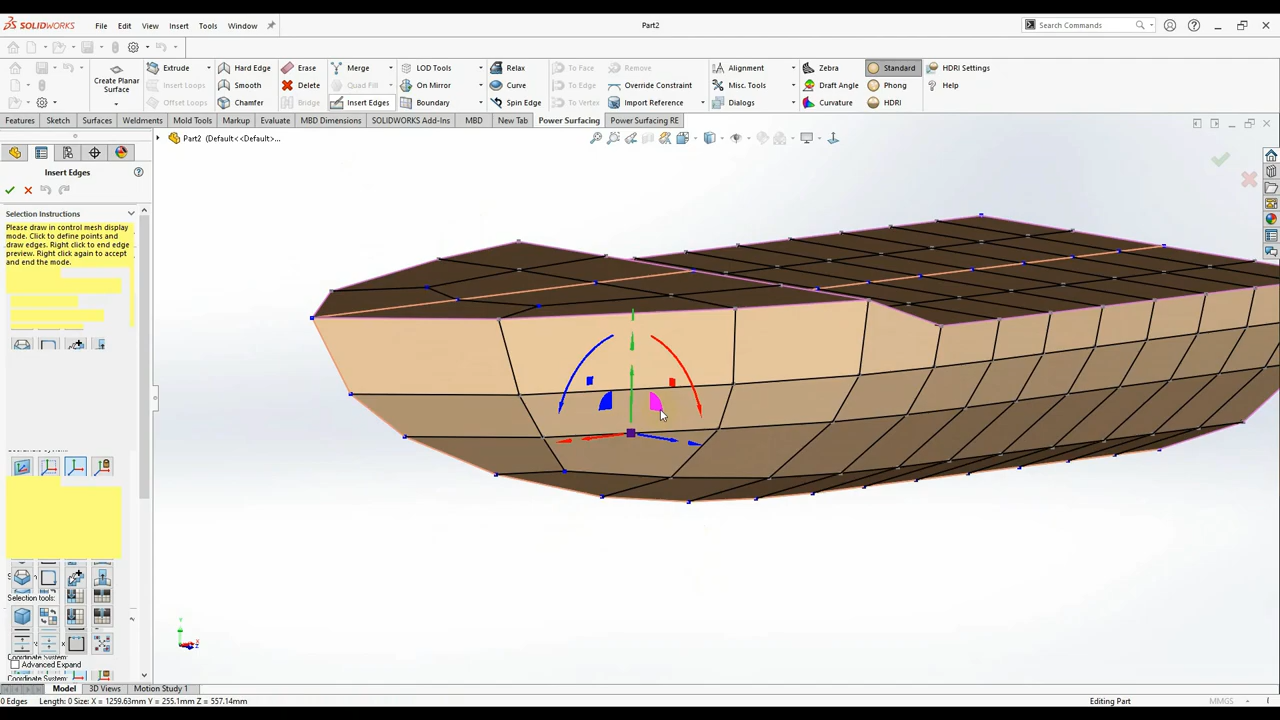 SOLIDWORKS File Edit View Insert Tools Window Part2 Search Commands
Create Planar Surface
Extrude Hard Edge Erase Merge LOD Tools Relax To Face Remove Alignment Zebra Standard HDRI Settings
Insert Loops Smooth Delete Quad Fill On Mirror Curve To Edge Override Constraint Misc. Tools Draft Angle Phong Help
Offset Loops Chamfer Bridge Insert Edges Boundary Spin Edge To Vertex Import Reference Dialogs Curvature HDRI
Features Sketch Surfaces Weldments Mold Tools Markup Evaluate MBD Dimensions SOLIDWORKS Add-Ins MBD New Tab Power Surfacing Power Surfacing RE
Part2 (Default<<Default>...
Insert Edges
Selection Instructions
Please draw in control mesh display
mode. Click to define points and
draw edges. Right click to end edge
preview. Right click again to accept
and end the mode.
Selection tools:
Advanced Expand
Coordinate System:
Model 3D Views Motion Study 1
0 Edges Length: 0 Size: X = 1259.63mm Y = 255.1mm Z = 557.14mm Editing Part MMGS